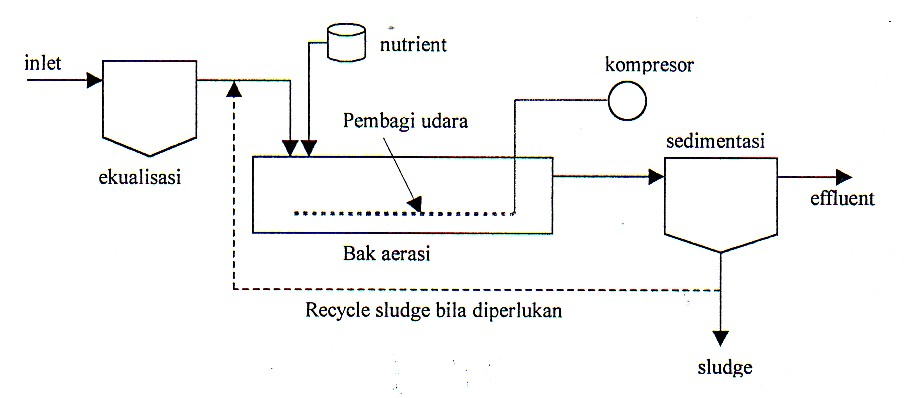 inlet
nutrient
kompresor
Pembagi udara
sedimentasi
ekualisasi
effluent
Bak aerasi
Recycle sludge bila diperlukan
sludge